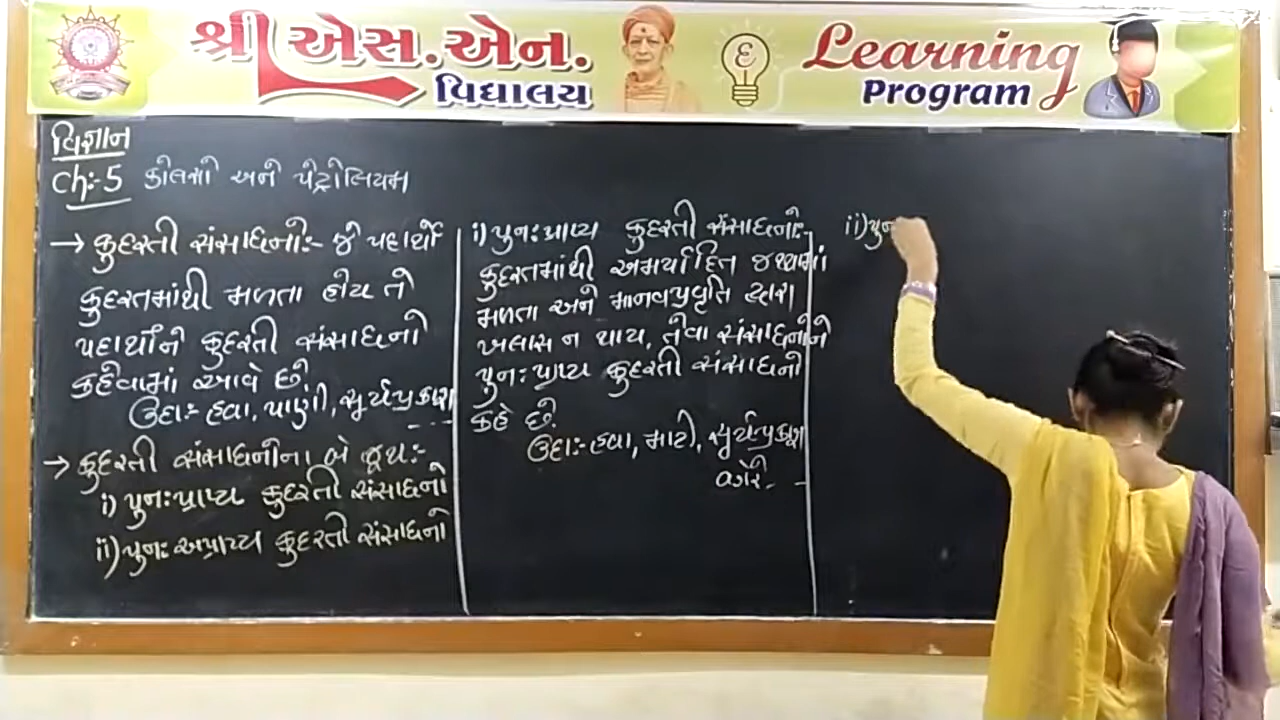 શ્રી એસ.એન.
વિદ્યાલય
Learning
Program
વિજ્ઞાન
Ch:-5 કોલસો અને પેટ્રોલિયમ
→ કુદરતી સંસાધનો:- જે પદાર્થો
કુદરતમાંથી મળતા હોય તે
પદાર્થોને કુદરતી સંસાધનો
કહેવામાં આવે છે.
ઉદા:- હવા, પાણી, સૂર્યપ્રકાશ ---
→ કુદરતી સંસાધનોના બે જૂથ:-
i) પુન:પ્રાપ્ય કુદરતી સંસાધનો
ii) પુન: અપ્રાપ્ય કુદરતી સંસાધનો
i) પુન:પ્રાપ્ય કુદરતી સંસાધનો:-
કુદરતમાંથી અમર્યાદિત જથ્થામાં
મળતા અને માનવપ્રવૃતિ દ્વારા
ખલાસ ન થાય, તેવા સંસાધનોને
પુન: પ્રાપ્ય કુદરતી સંસાધનો
કહે છે.
ઉદા:- હવા, માટી, સૂર્યપ્રકાશ
વગેરે. - -
ii) પુન